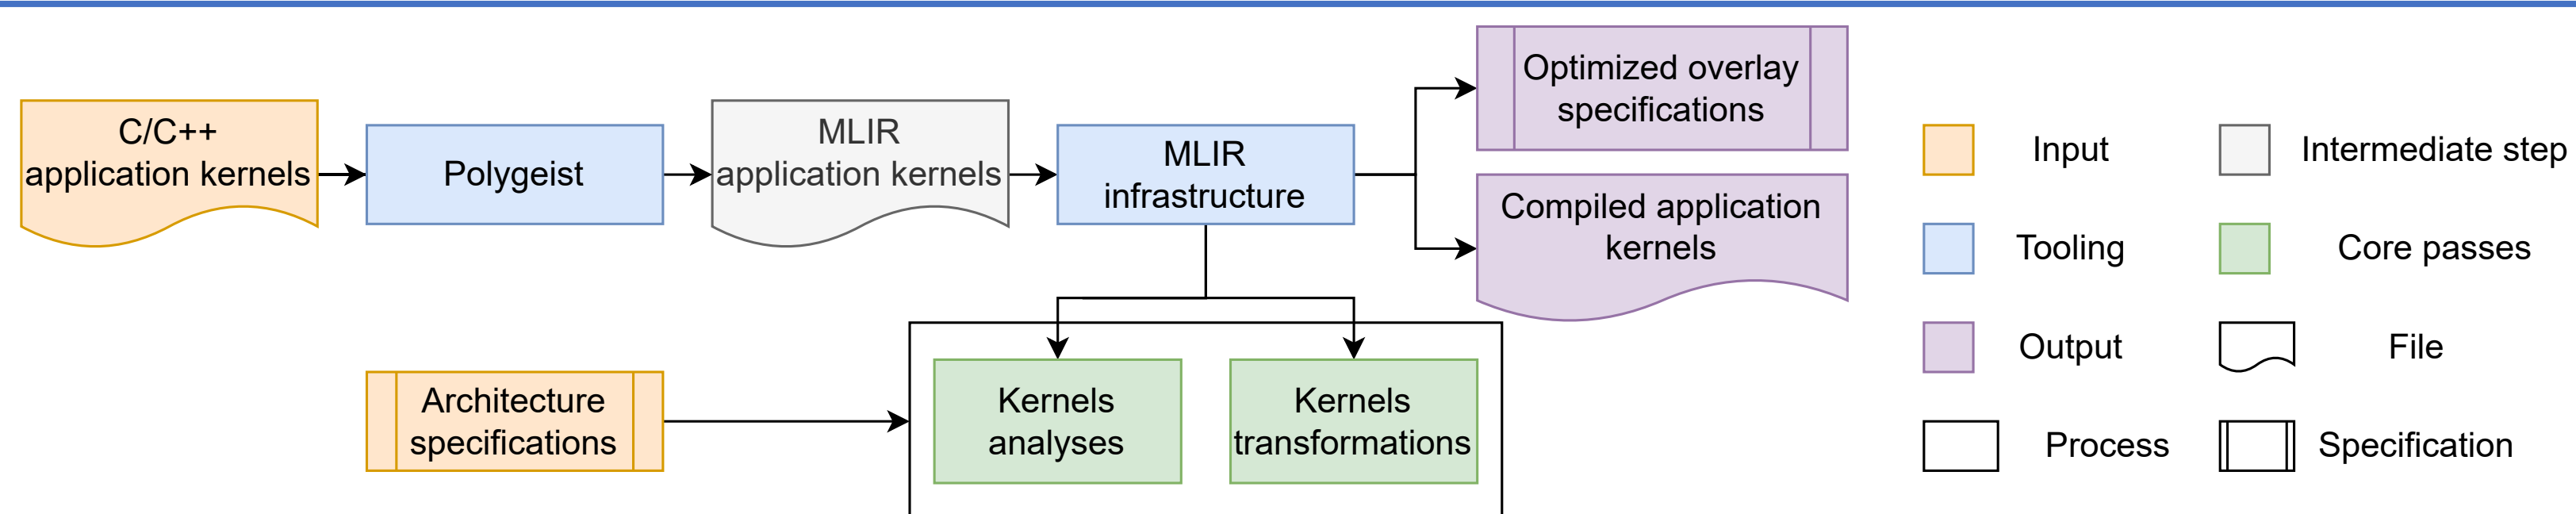 C/C++
application kernels
Polygeist
MLIR
application kernels
MLIR
infrastructure
Optimized overlay
specifications
Compiled application
kernels
Architecture
specifications
Kernels
analyses
Kernels
transformations
Input
Intermediate step
Tooling
Core passes
Output
File
Process
Specification